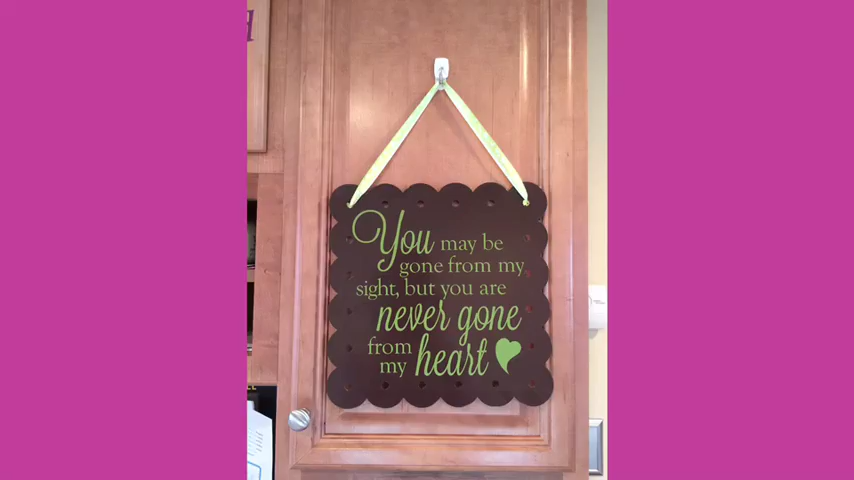 You may be
gone from my
sight, but you are
never gone
from
my heart